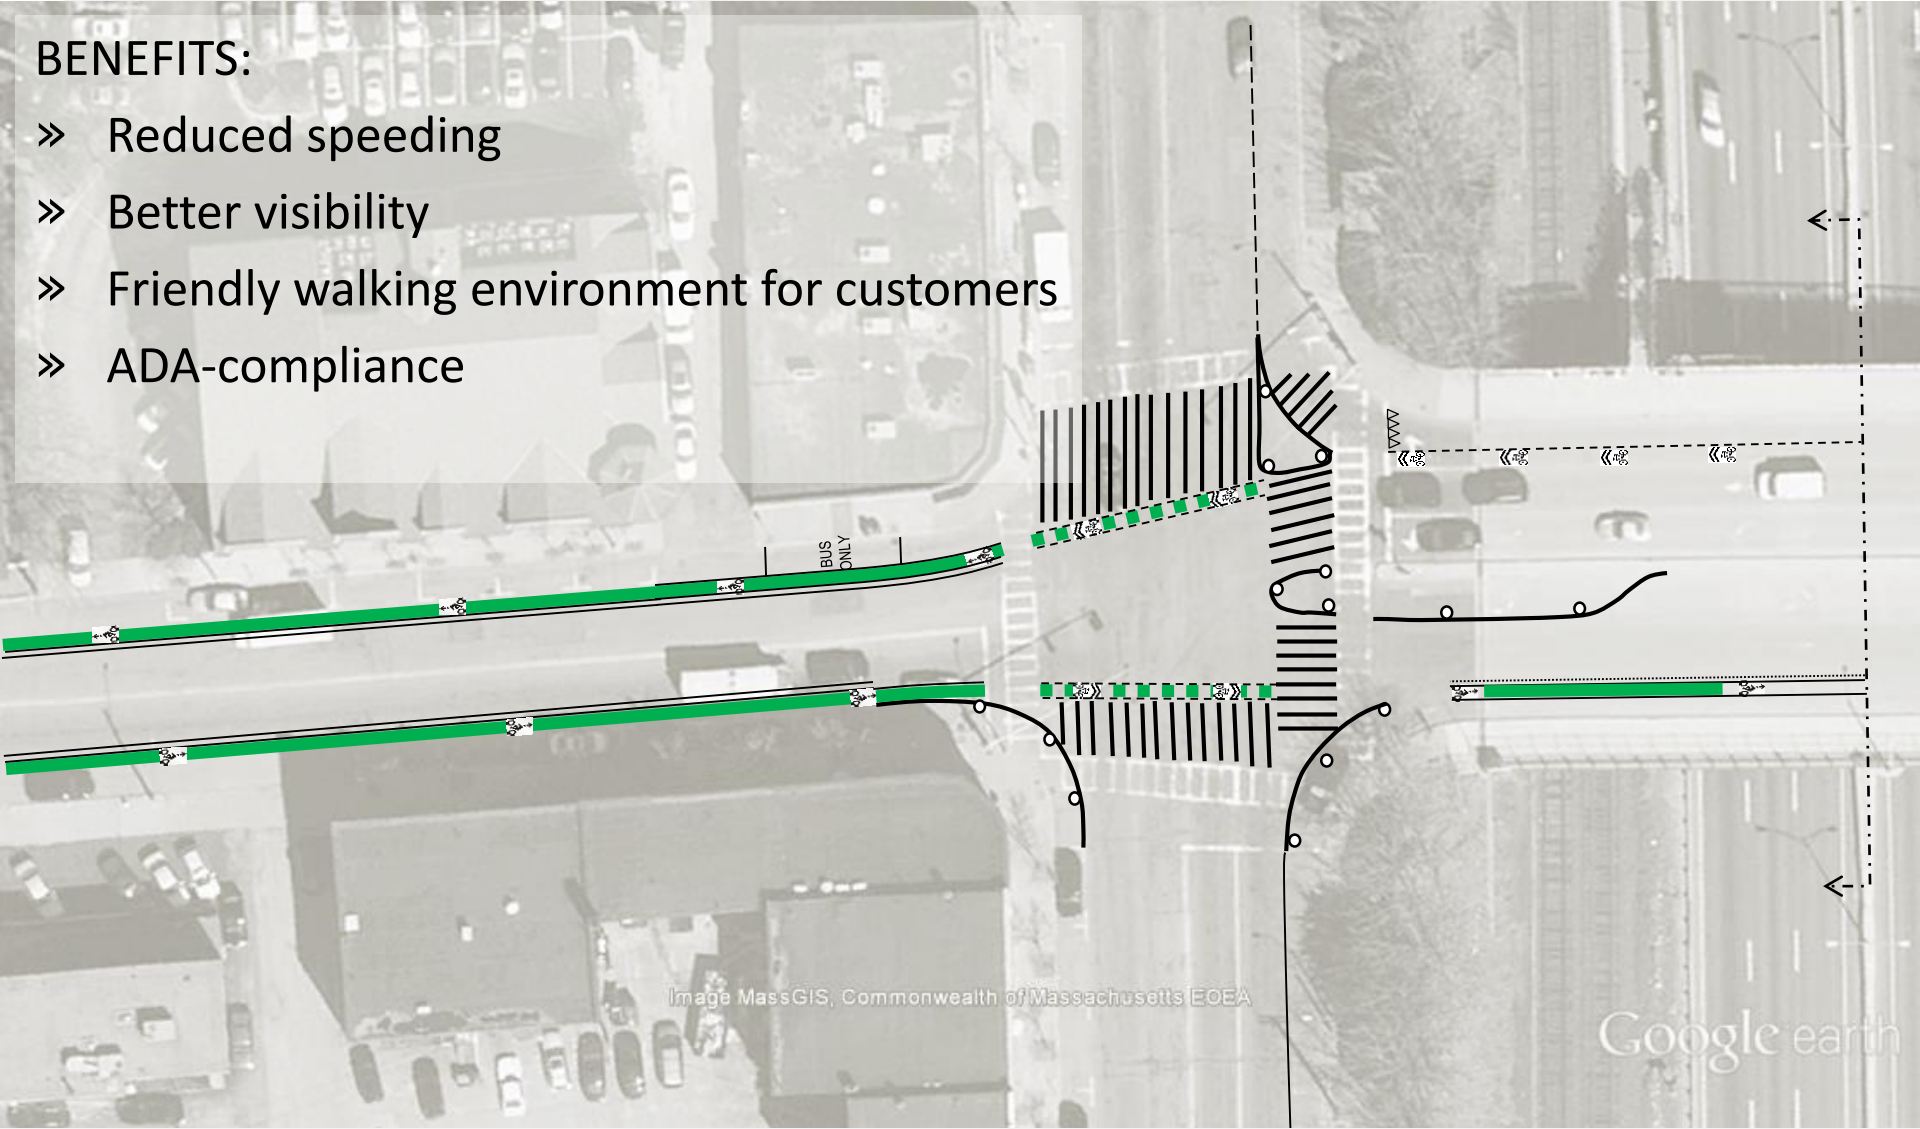 BENEFITS:
» Reduced speeding
» Better visibility
» Friendly walking environment for customers
» ADA-compliance
BUS
ONLY
Image MassGIS, Commonwealth of Massachusetts EOEA
Google earth